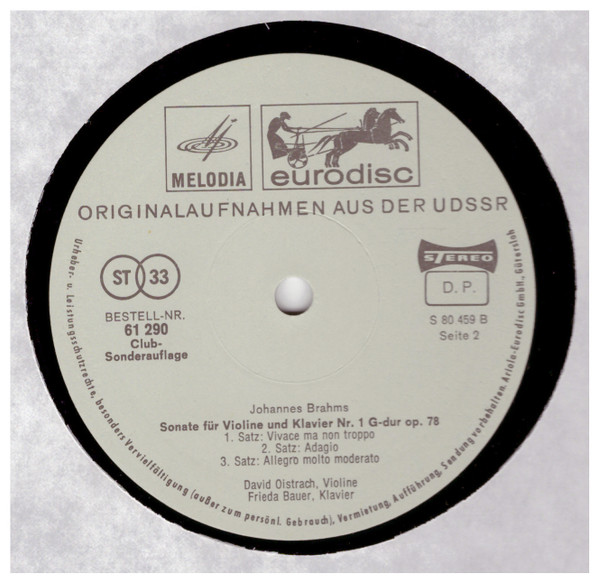 MELODIA
eurodisc
ORIGINALAUFNAHMEN AUS DER UDSSR
ST 33
BESTELL-NR.
61 290
Club-
Sonderauflage
STEREO
D. P.
S 80 459 B
Seite 2
Johannes Brahms
Sonate für Violine und Klavier Nr. 1 G-dur op. 78
1. Satz: Vivace ma non troppo
2. Satz: Adagio
3. Satz: Allegro molto moderato
David Oistrach, Violine
Frieda Bauer, Klavier
Urheber- u. Leistungsschutzrechte, besonders Vervielfältigung (außer zum persönl. Gebrauch), Vermietung, Aufführung, Sendung vorbehalten. Ariola-Eurodisc GmbH., Gütersloh